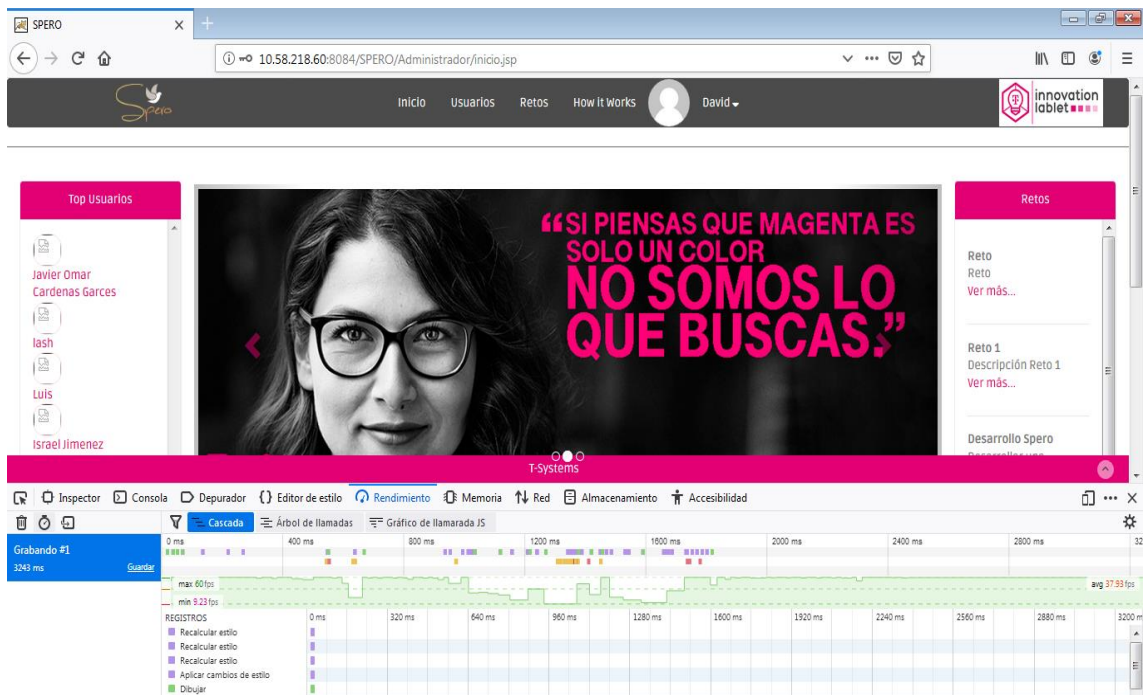 SPERO
10.58.218.60:8084/SPERO/Administrador/inicio.jsp
Spero
Inicio Usuarios Retos How it Works David
innovation
lablet
Top Usuarios
Javier Omar
Cardenas Garces
Iash
Luis
Israel Jimenez
“SI PIENSAS QUE MAGENTA ES
SOLO UN COLOR
NO SOMOS LO
QUE BUSCAS.”
Retos
Reto
Reto
Ver más...
Reto 1
Descripción Reto 1
Ver más...
Desarrollo Spero
T-Systems
Inspector Consola Depurador Editor de estilo Rendimiento Memoria Red Almacenamiento Accesibilidad
Cascada Árbol de llamadas Gráfico de llamarada JS
Grabando #1
3243 ms Guardar
0 ms 400 ms 800 ms 1200 ms 1600 ms 2000 ms 2400 ms 2800 ms 32
max 60 fps
avg 37.93 fps
min 9.23 fps
REGISTROS 0 ms 320 ms 640 ms 960 ms 1280 ms 1600 ms 1920 ms 2240 ms 2560 ms 2880 ms 3200 m
Recalcular estilo
Recalcular estilo
Recalcular estilo
Aplicar cambios de estilo
Dibujar